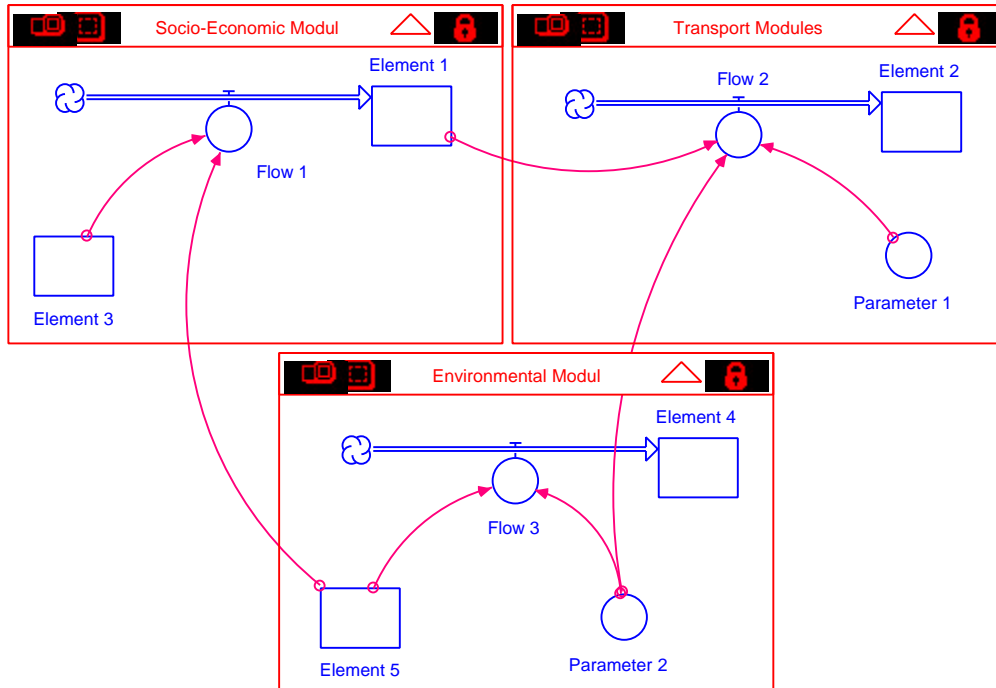 Socio-Economic Modul
Element 1
Flow 1
Element 3
Transport Modules
Flow 2
Element 2
Parameter 1
Environmental Modul
Element 4
Flow 3
Element 5
Parameter 2